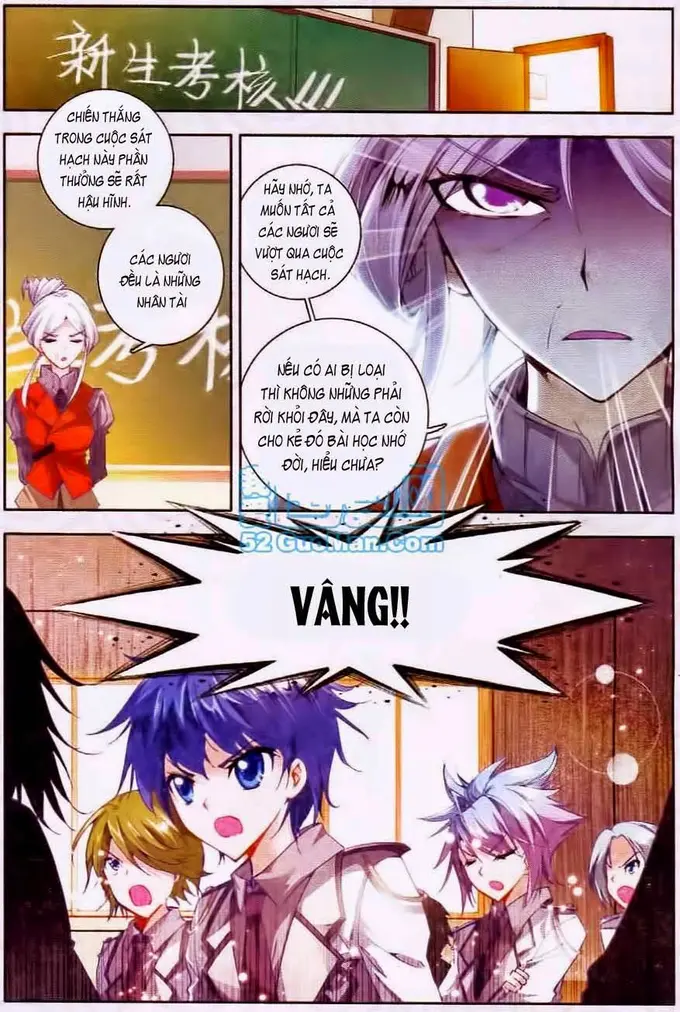 新生考核!!!
CHIẾN THẮNG
TRONG CUỘC SÁT
HẠCH NÀY PHẦN
THƯỞNG SẼ RẤT
HẬU HĨNH.
CÁC NGƯƠI
ĐỀU LÀ NHỮNG
NHÂN TÀI
考核
HÃY NHỚ, TA
MUỐN TẤT CẢ
CÁC NGƯƠI SẼ
VƯỢT QUA CUỘC
SÁT HẠCH.
NẾU CÓ AI BỊ LOẠI
THÌ KHÔNG NHỮNG PHẢI
RỜI KHỎI ĐÂY, MÀ TA CÒN
CHO KẺ ĐÓ BÀI HỌC NHỚ
ĐỜI, HIỂU CHƯA?
52GuoMan.Com
VÂNG!!